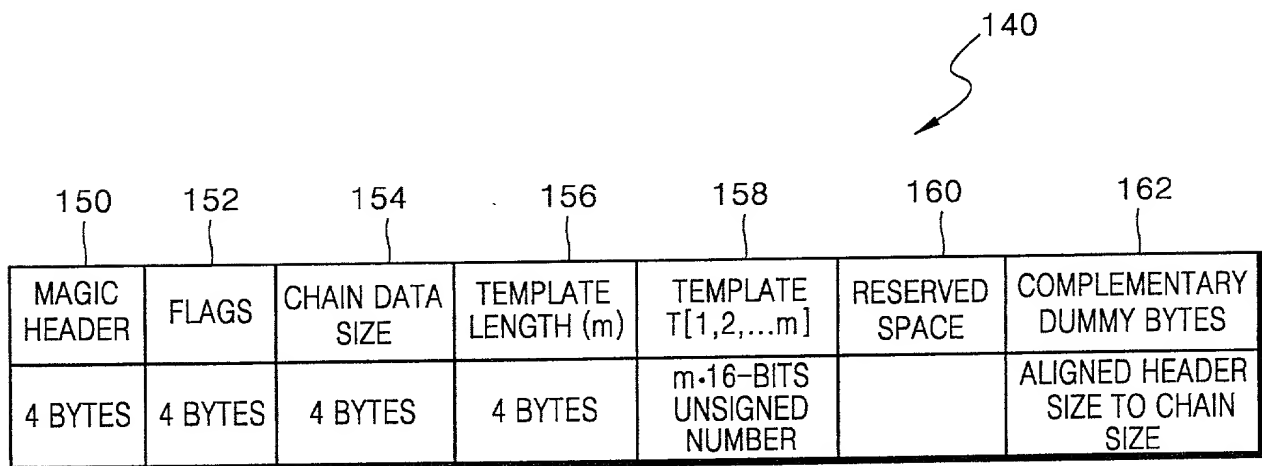 140
150 152 154 156 158 160 162
MAGIC HEADER
FLAGS
CHAIN DATA SIZE
TEMPLATE LENGTH (m)
TEMPLATE T[1,2,...m]
RESERVED SPACE
COMPLEMENTARY DUMMY BYTES
4 BYTES
4 BYTES
4 BYTES
4 BYTES
m·16-BITS UNSIGNED NUMBER
ALIGNED HEADER SIZE TO CHAIN SIZE